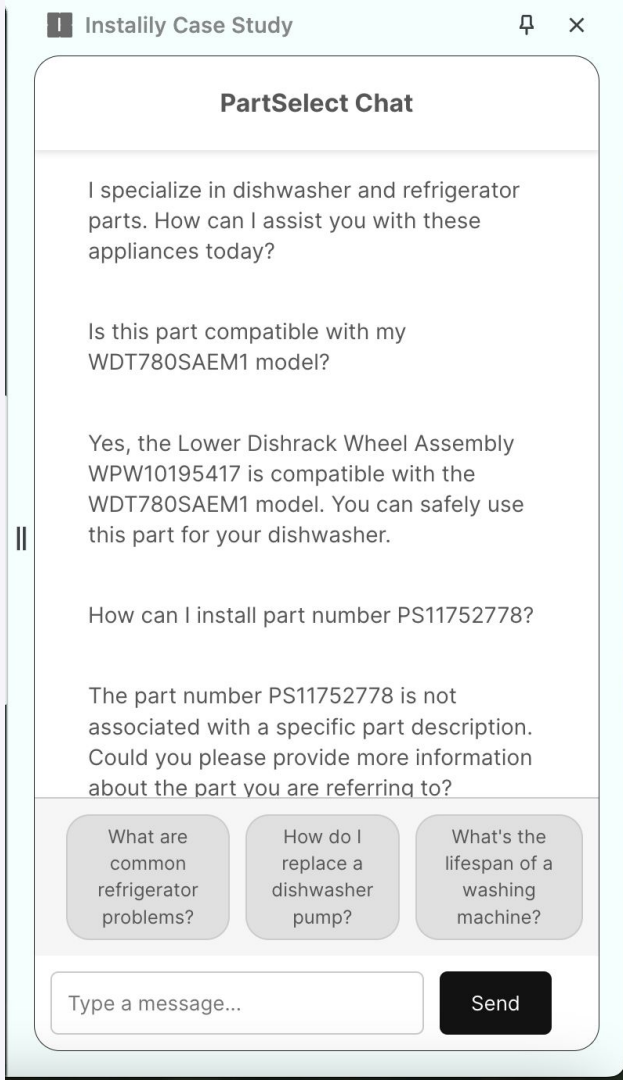 I Instalily Case Study
PartSelect Chat
I specialize in dishwasher and refrigerator
parts. How can I assist you with these
appliances today?
Is this part compatible with my
WDT780SAEM1 model?
Yes, the Lower Dishrack Wheel Assembly
WPW10195417 is compatible with the
WDT780SAEM1 model. You can safely use
this part for your dishwasher.
How can I install part number PS11752778?
The part number PS11752778 is not
associated with a specific part description.
Could you please provide more information
about the part you are referring to?
What are
common
refrigerator
problems?
How do I
replace a
dishwasher
pump?
What's the
lifespan of a
washing
machine?
Type a message...
Send